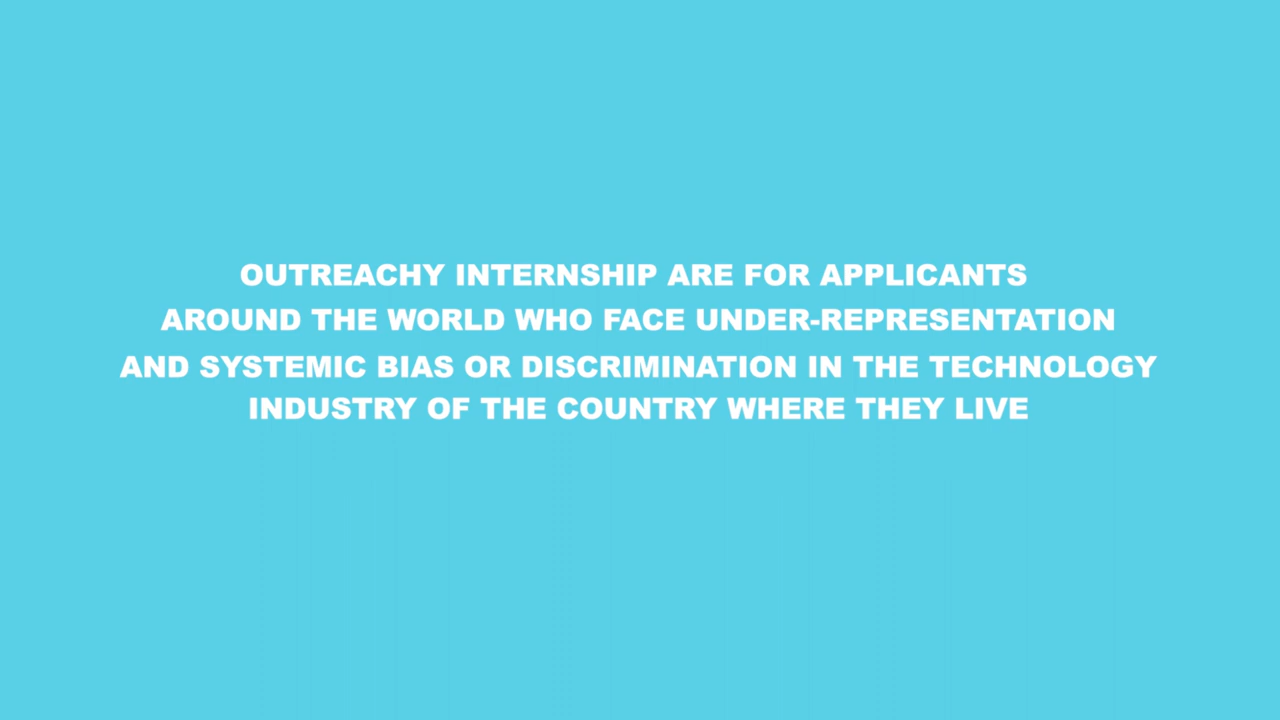 OUTREACHY INTERNSHIP ARE FOR APPLICANTS
AROUND THE WORLD WHO FACE UNDER-REPRESENTATION
AND SYSTEMIC BIAS OR DISCRIMINATION IN THE TECHNOLOGY
INDUSTRY OF THE COUNTRY WHERE THEY LIVE